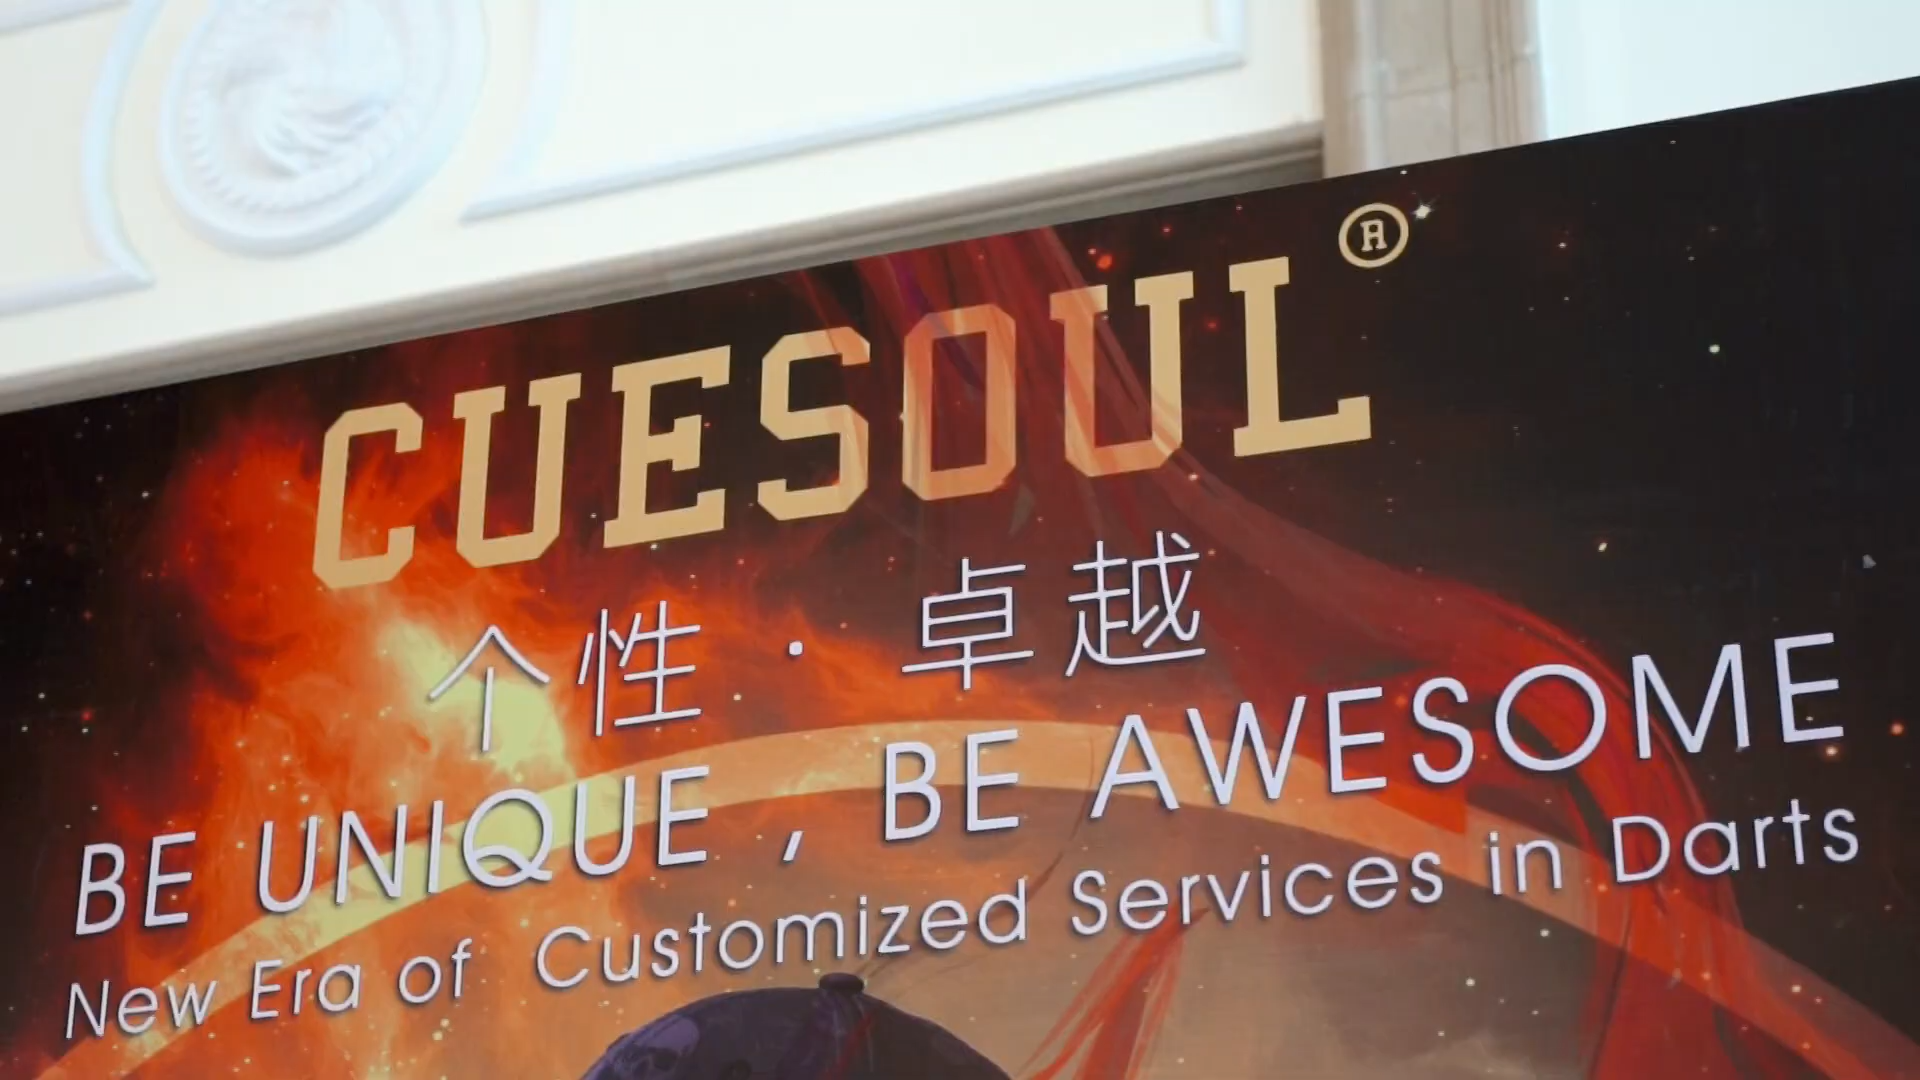 CUESOUL®
个性·卓越
BE UNIQUE, BE AWESOME
New Era of Customized Services in Darts